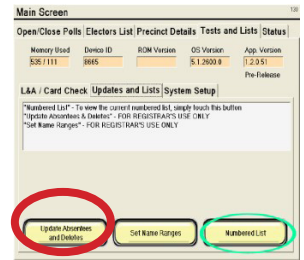 Main Screen
Open/Close Polls Electors List Precinct Details Tests and Lists Status
Memory Used Device ID ROM Version OS Version App. Version
535 / 111 8665 5.1.2600.0 1.2.0.51
Pre-Release
L&A / Card Check Updates and Lists System Setup
"Numbered List" - To view the current numbered list, simply touch this button
"Update Absentees & Deletes" - FOR REGISTRAR'S USE ONLY
"Set Name Ranges" - FOR REGISTRAR'S USE ONLY
Update Absentees
and Deletes
Set Name Ranges
Numbered List